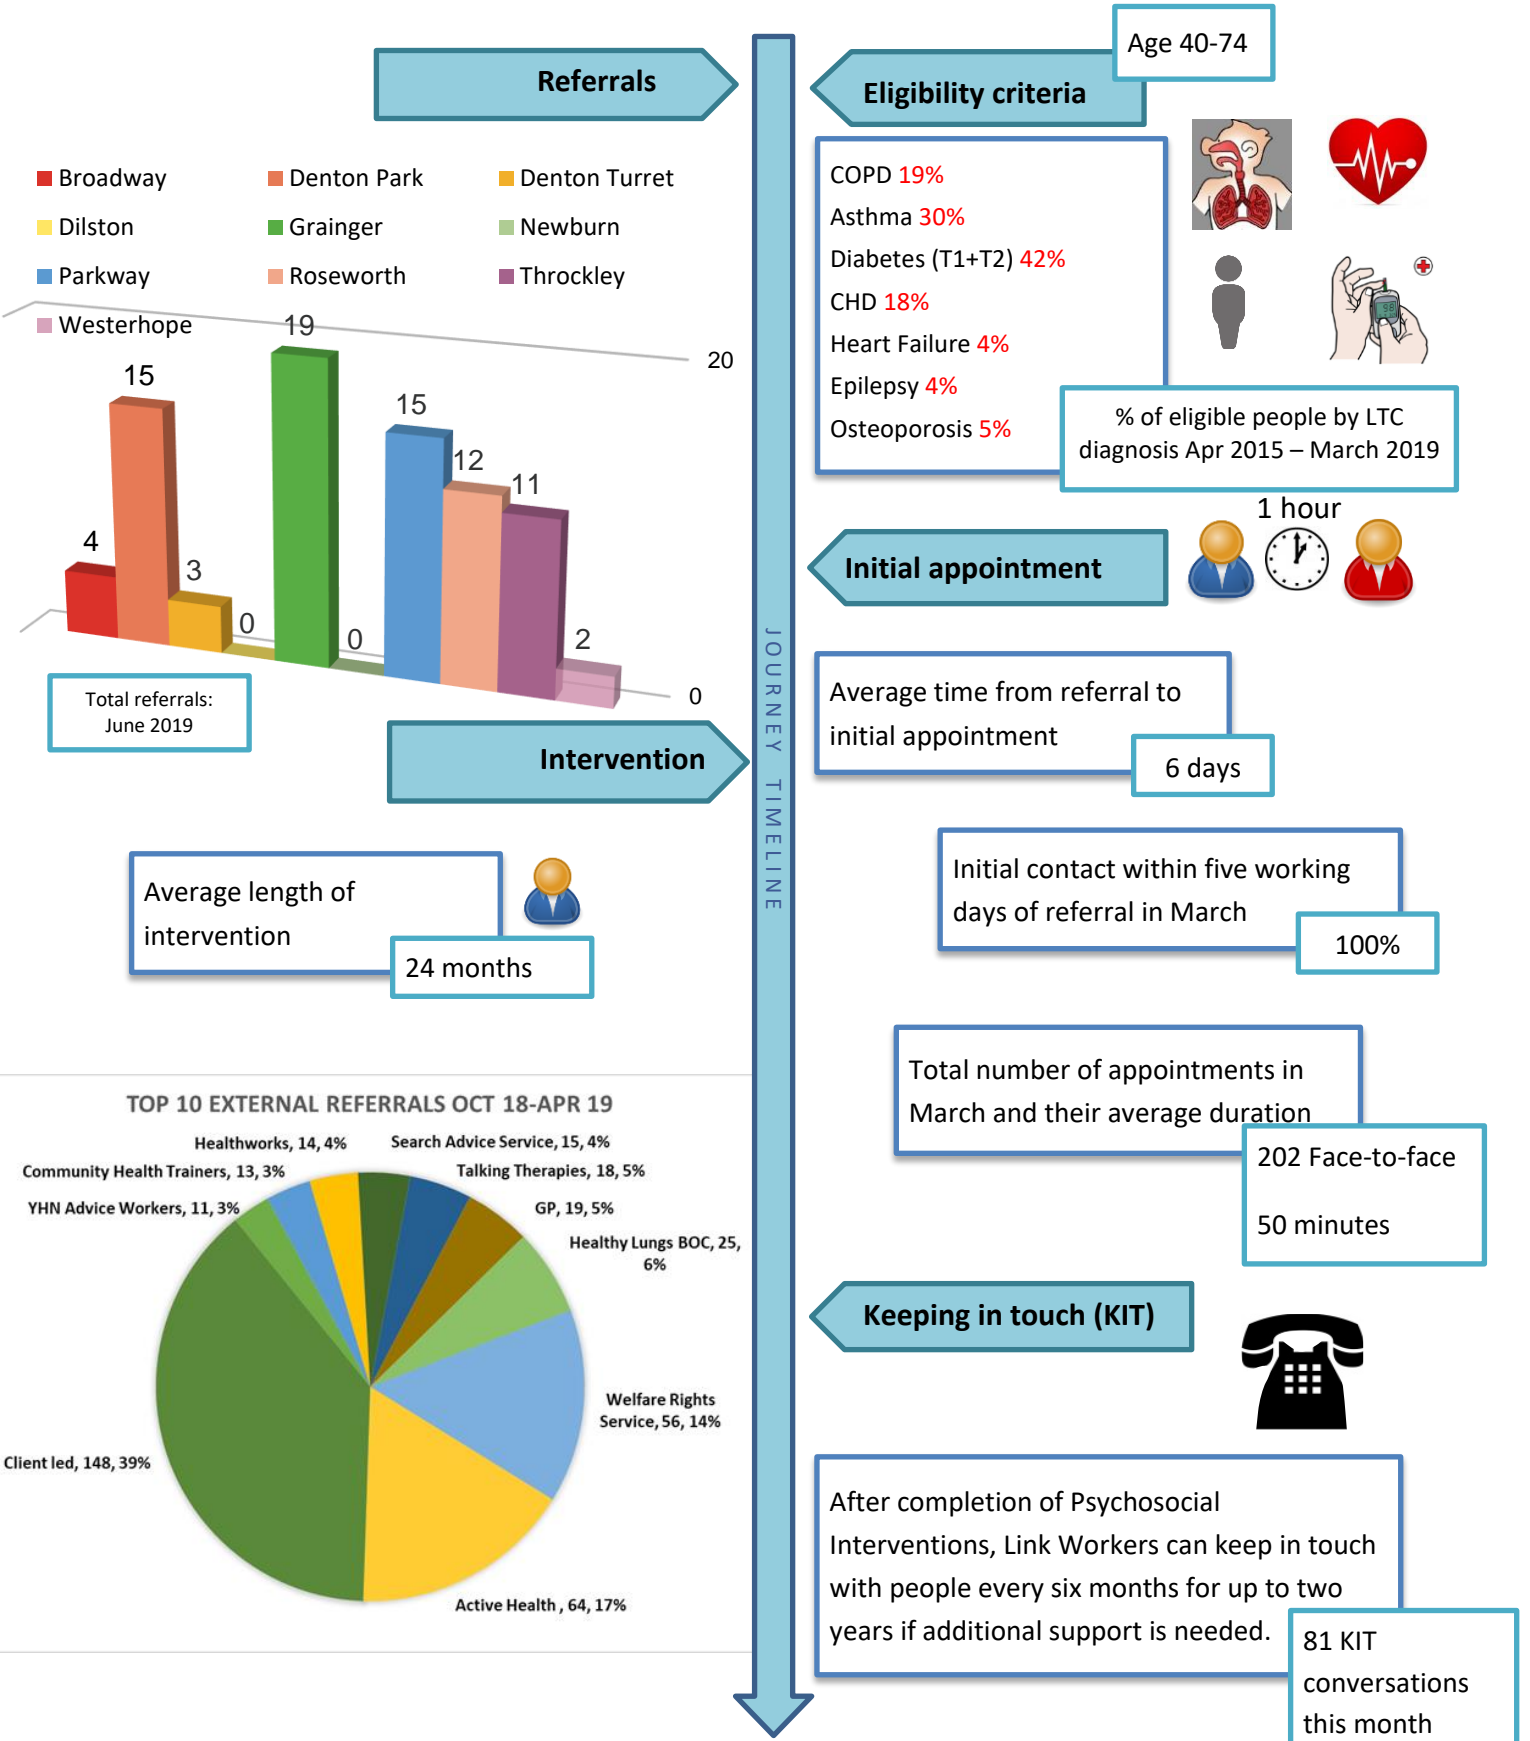 Referrals
Broadway
Denton Park
Denton Turret
Dilston
Grainger
Newburn
Parkway
Roseworth
Throckley
Westerhope
20
0
4
15
3
0
19
0
15
12
11
2
Total referrals:
June 2019
Age 40-74
Eligibility criteria
COPD 19%
Asthma 30%
Diabetes (T1+T2) 42%
CHD 18%
Heart Failure 4%
Epilepsy 4%
Osteoporosis 5%
% of eligible people by LTC
diagnosis Apr 2015 – March 2019
1 hour
Initial appointment
Average time from referral to
initial appointment
6 days
Initial contact within five working
days of referral in March
100%
Total number of appointments in
March and their average duration
202 Face-to-face
50 minutes
JOURNEY TIMELINE
Intervention
Average length of
intervention
24 months
TOP 10 EXTERNAL REFERRALS OCT 18-APR 19
Healthworks, 14, 4%
Search Advice Service, 15, 4%
Community Health Trainers, 13, 3%
Talking Therapies, 18, 5%
YHN Advice Workers, 11, 3%
GP, 19, 5%
Healthy Lungs BOC, 25,
6%
Welfare Rights
Service, 56, 14%
Client led, 148, 39%
Active Health , 64, 17%
Keeping in touch (KIT)
After completion of Psychosocial
Interventions, Link Workers can keep in touch
with people every six months for up to two
years if additional support is needed.
81 KIT
conversations
this month